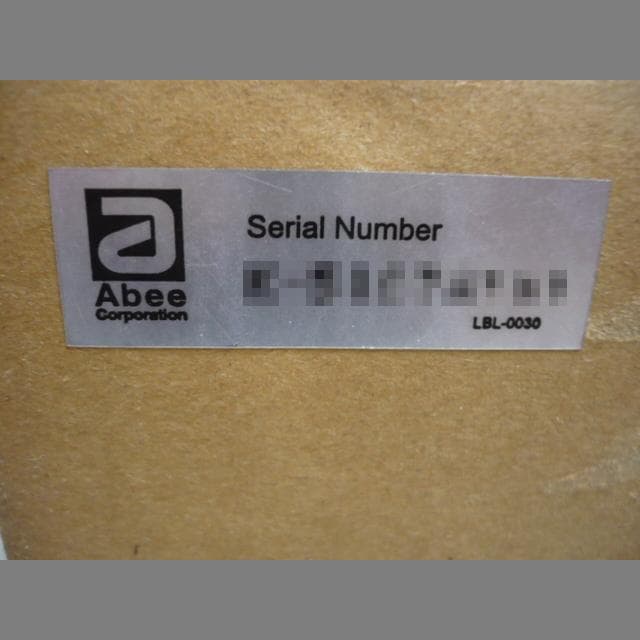 Abee
Corporation
Serial Number
LBL-0030